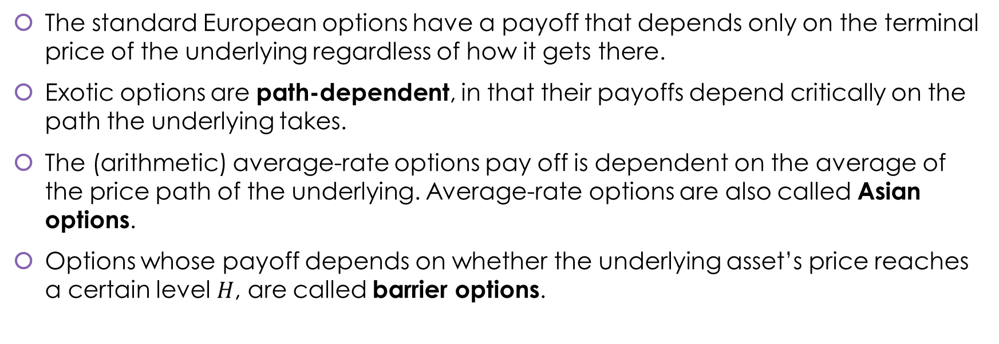 The standard European options have a payoff that depends only on the terminal
price of the underlying regardless of how it gets there.
Exotic options are path-dependent, in that their payoffs depend critically on the
path the underlying takes.
The (arithmetic) average-rate options pay off is dependent on the average of
the price path of the underlying. Average-rate options are also called Asian
options.
Options whose payoff depends on whether the underlying asset’s price reaches
a certain level H, are called barrier options.